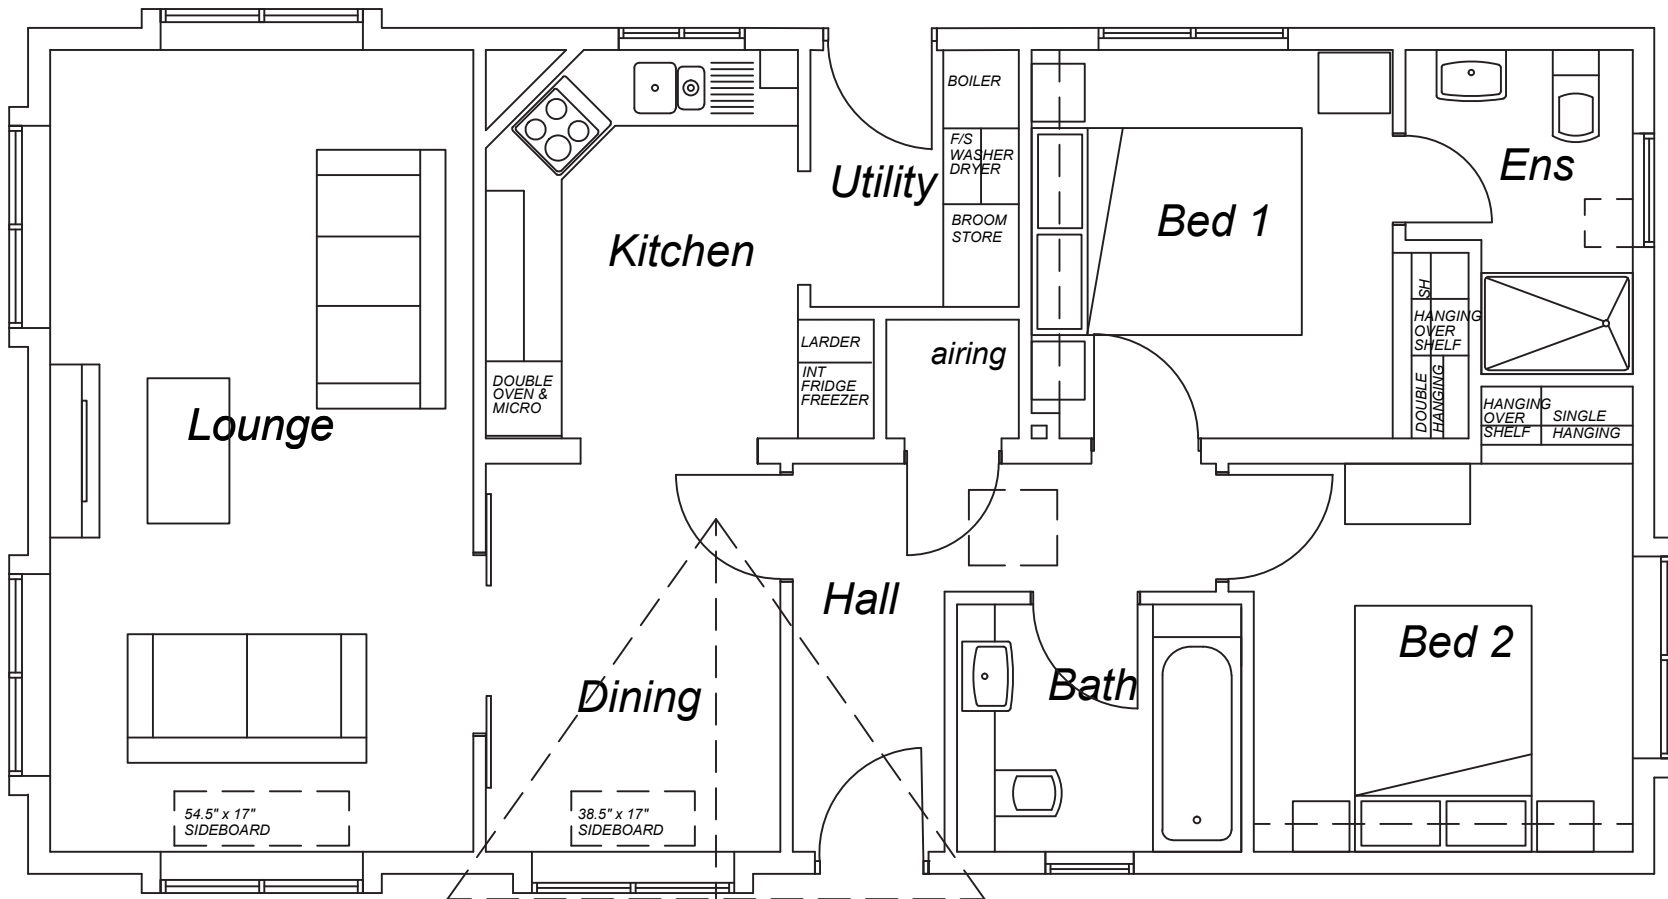 BOILER
F/S
WASHER
DRYER
Utility
BROOM
STORE
Kitchen
Bed 1
Ens
LARDER
INT
FRIDGE
FREEZER
airing
DOUBLE
OVEN &
MICRO
Lounge
SH
HANGING
OVER
SHELF
DOUBLE
HANGING
HANGING
OVER
SHELF
SINGLE
HANGING
Hall
Bed 2
Bath
Dining
54.5" x 17"
SIDEBOARD
38.5" x 17"
SIDEBOARD